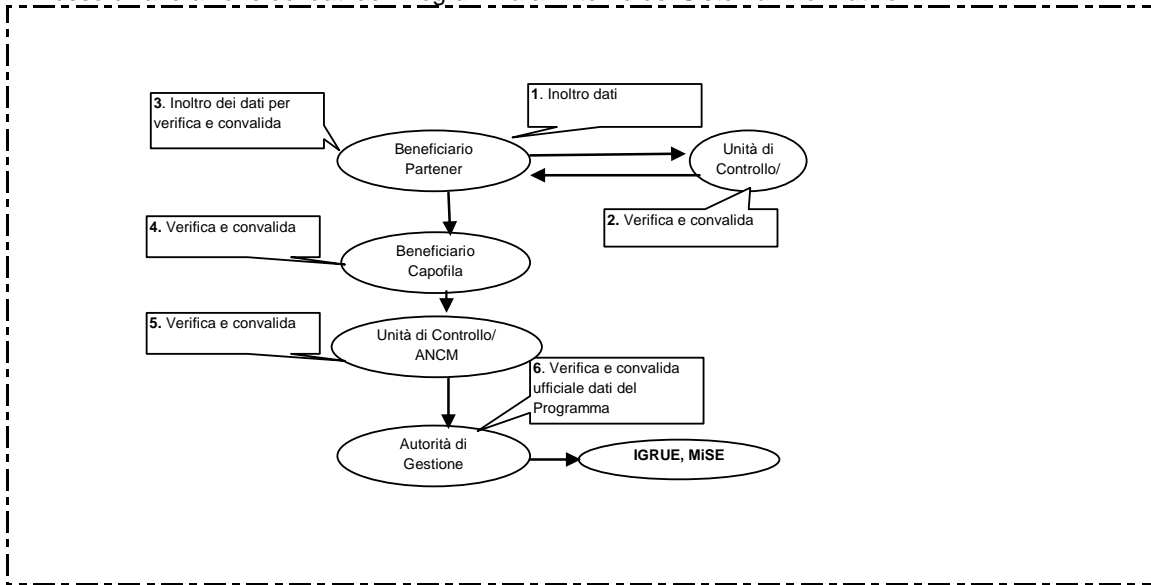 3. Inoltro dei dati per
verifica e convalida
1. Inoltro dati
Beneficiario
Partener
Unità di
Controllo/
2. Verifica e convalida
4. Verifica e convalida
Beneficiario
Capofila
5. Verifica e convalida
Unità di Controllo/
ANCM
6. Verifica e convalida
ufficiale dati del
Programma
Autorità di
Gestione
IGRUE, MiSE